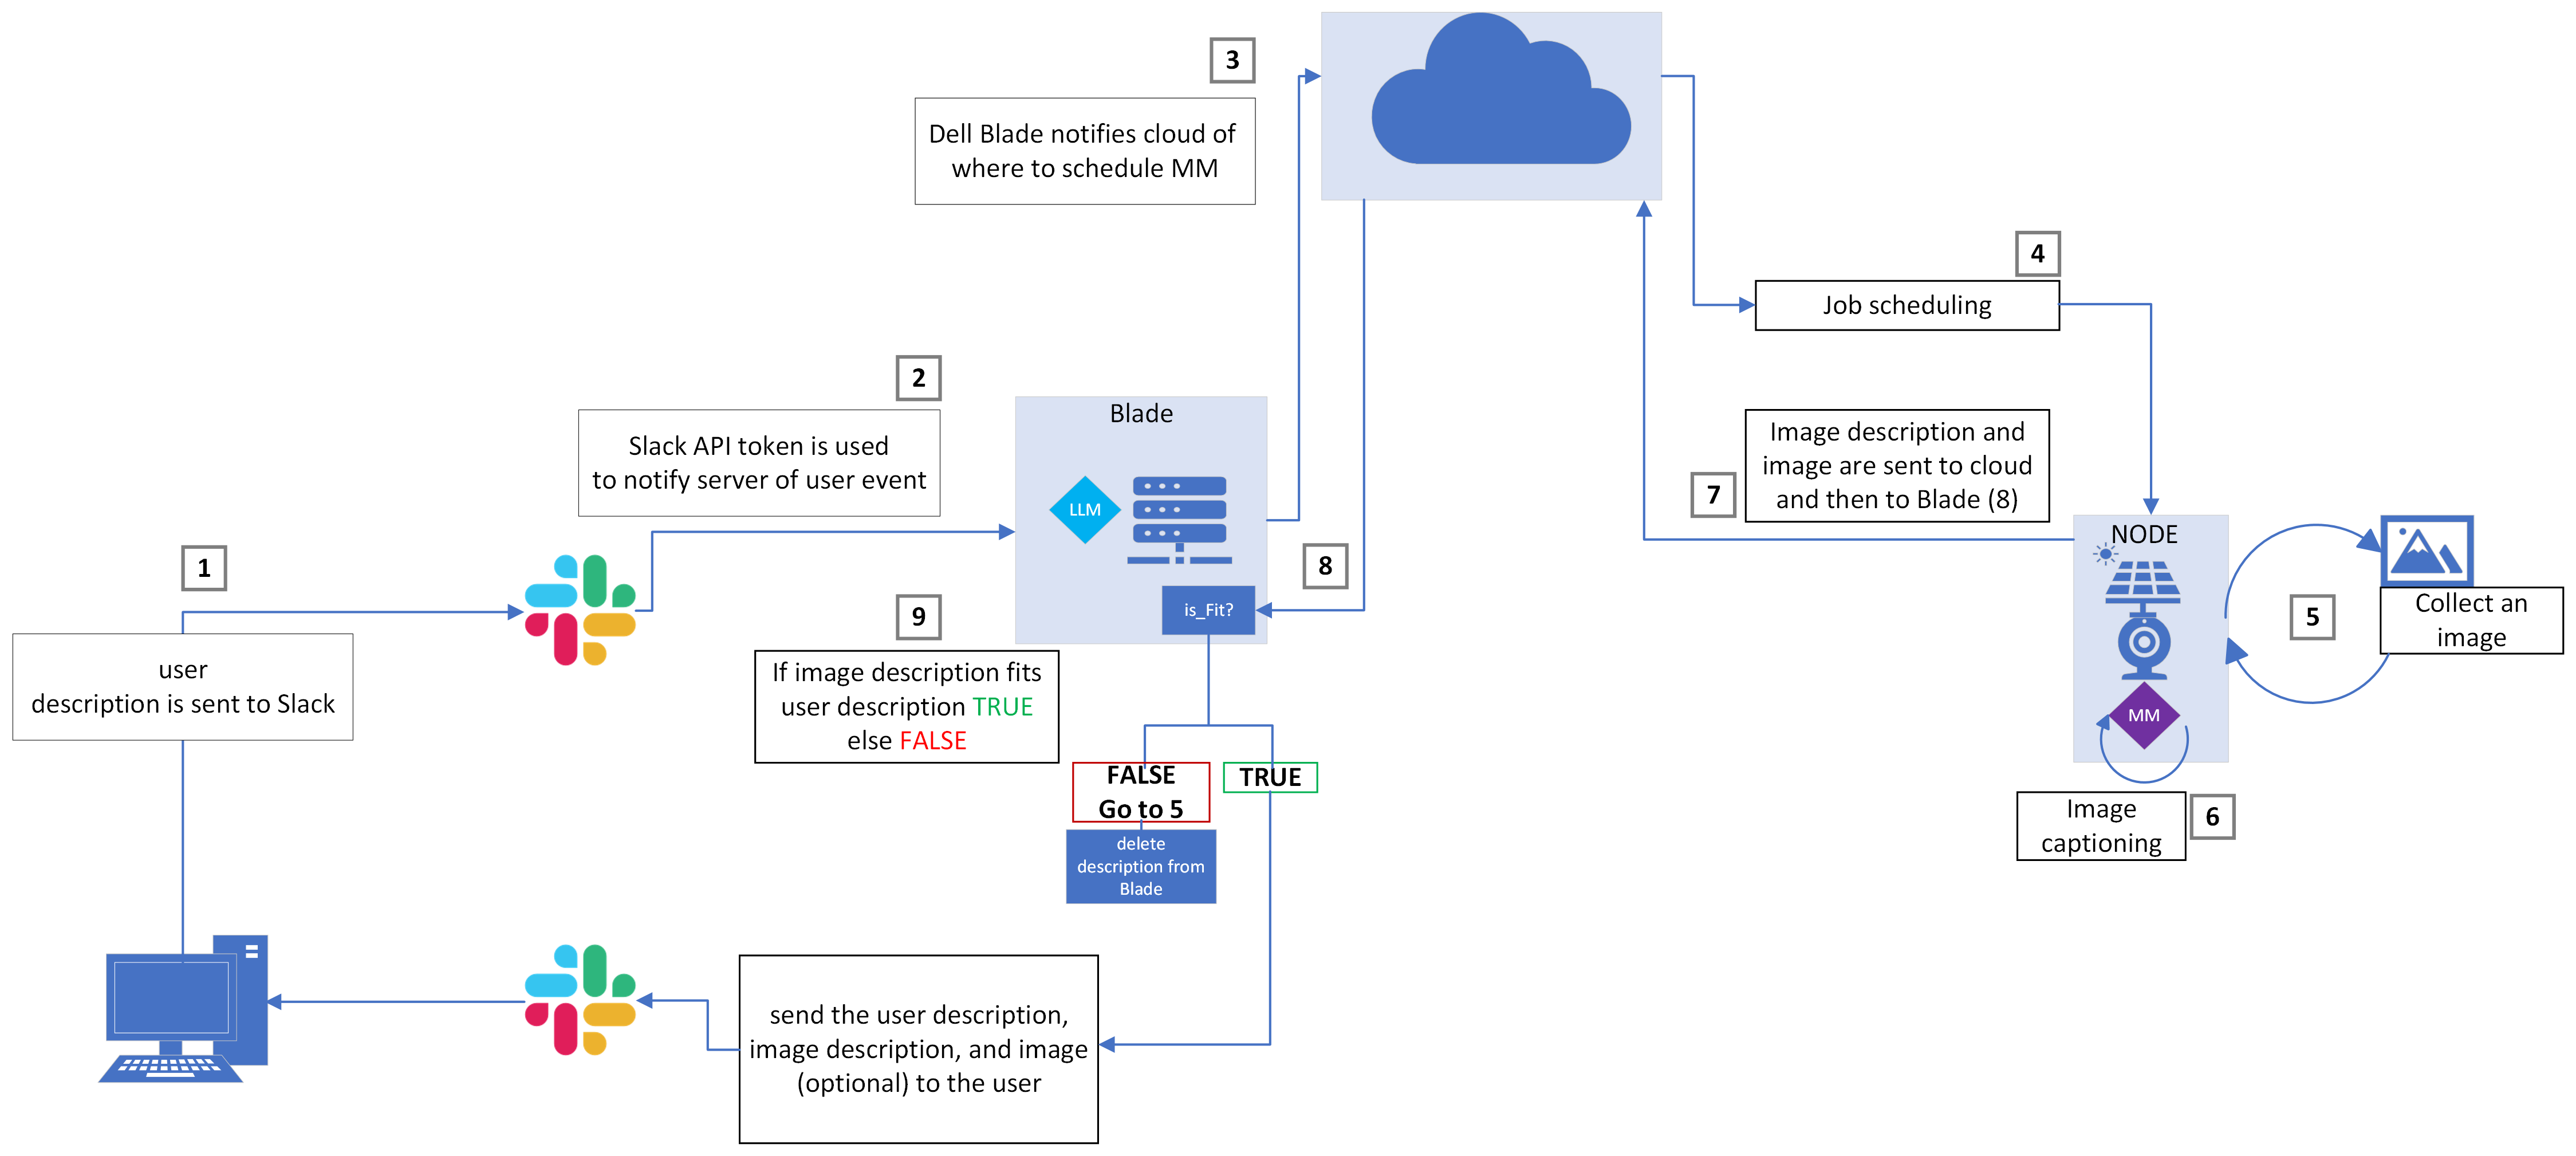 1
user
description is sent to Slack
2
Slack API token is used
to notify server of user event
3
Dell Blade notifies cloud of
where to schedule MM
Blade
LLM
is_Fit?
4
Job scheduling
NODE
MM
5
Collect an
image
6
Image
captioning
7
Image description and
image are sent to cloud
and then to Blade (8)
8
9
If image description fits
user description TRUE
else FALSE
FALSE
Go to 5
delete
description from
Blade
TRUE
send the user description,
image description, and image
(optional) to the user